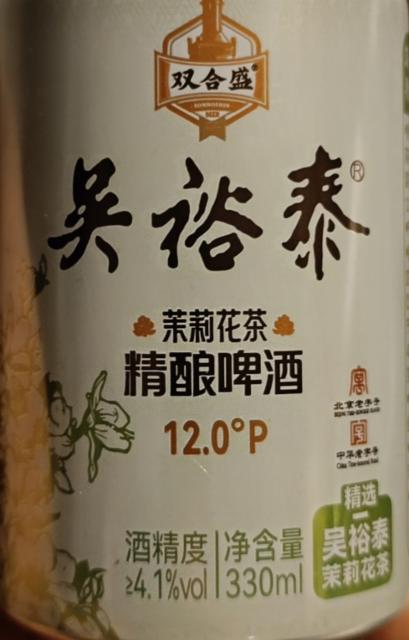 双合盛®
吴裕泰®
茉莉花茶
精酿啤酒
12.0°P
北京老字号
中华老字号
精选
吴裕泰
茉莉花茶
酒精度 净含量
≥4.1%vol 330ml